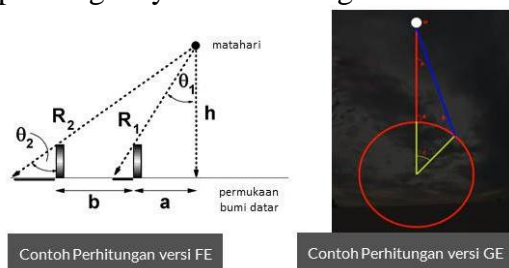 matahari
θ1
R2
R1
h
θ2
b
a
permukaan
bumi datar
Contoh Perhitungan versi FE
Contoh Perhitungan versi GE